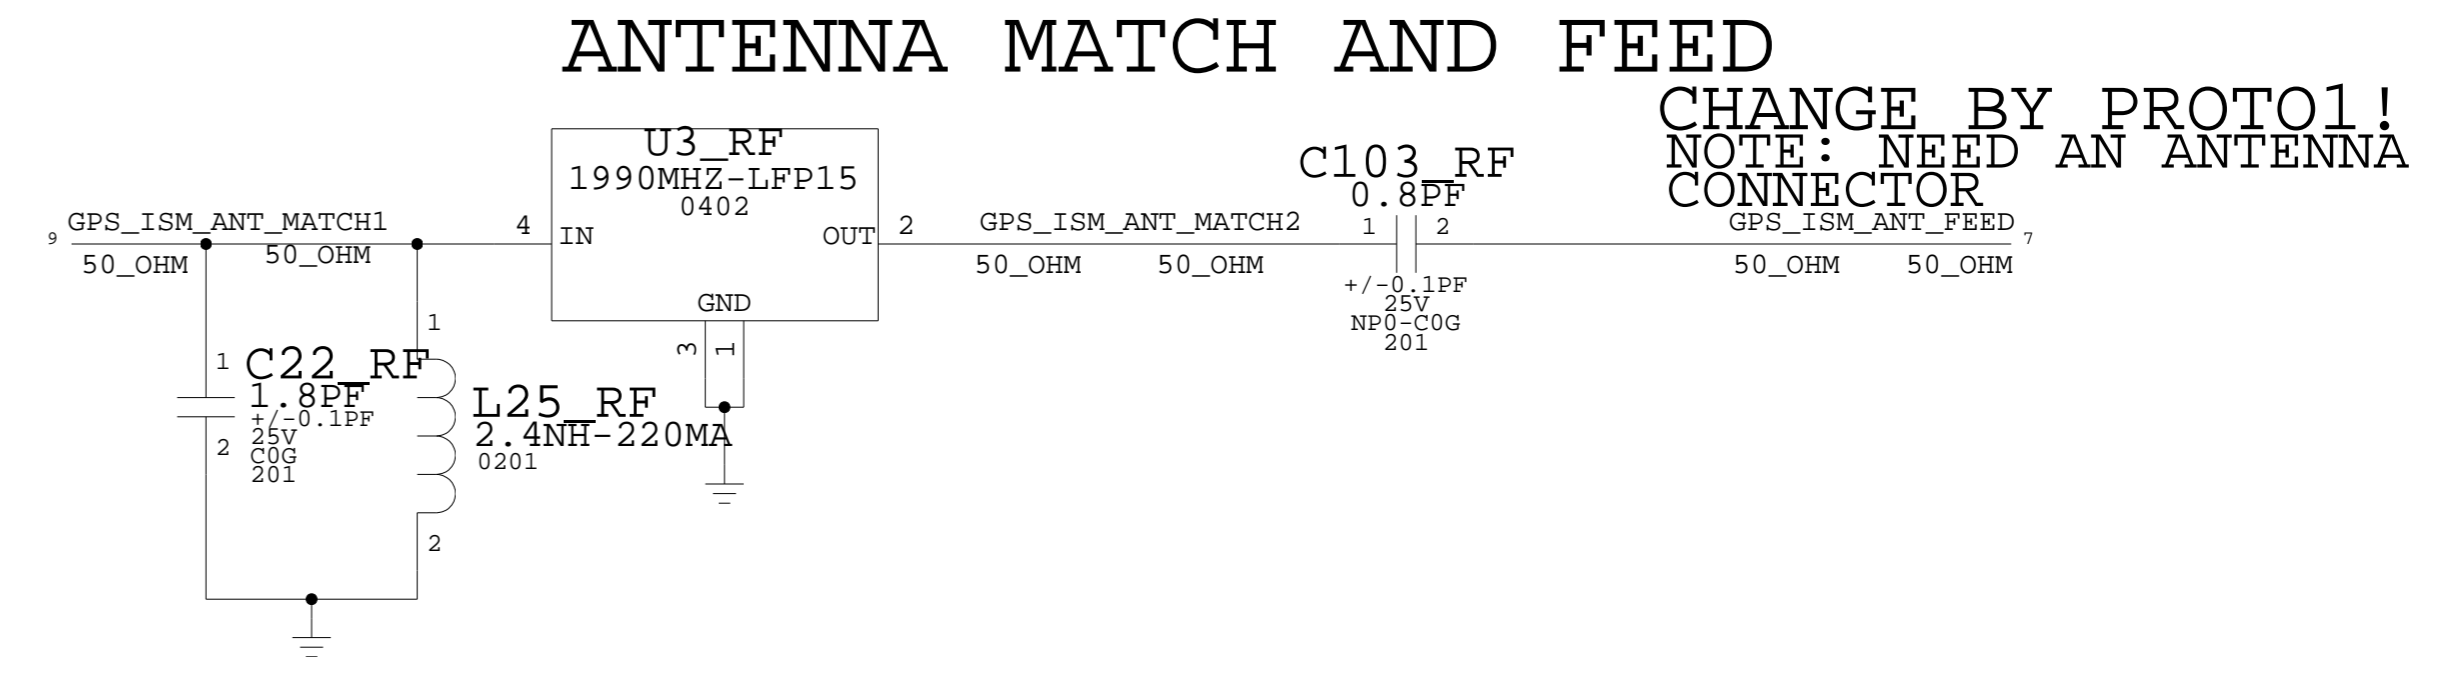 ANTENNA MATCH AND FEED
CHANGE BY PROTO1!
NOTE: NEED AN ANTENNA
CONNECTOR
U3_RF
1990MHZ-LFP15
0402
C103_RF
0.8PF
9
GPS_ISM_ANT_MATCH1
4
IN
OUT
2
GPS_ISM_ANT_MATCH2
1
2
GPS_ISM_ANT_FEED
7
50_OHM
50_OHM
50_OHM
50_OHM
50_OHM
50_OHM
+/-0.1PF
25V
NP0-C0G
201
GND
3
1
1
C22_RF
1.8PF
+/-0.1PF
25V
C0G
201
2
1
L25_RF
2.4NH-220MA
0201
2